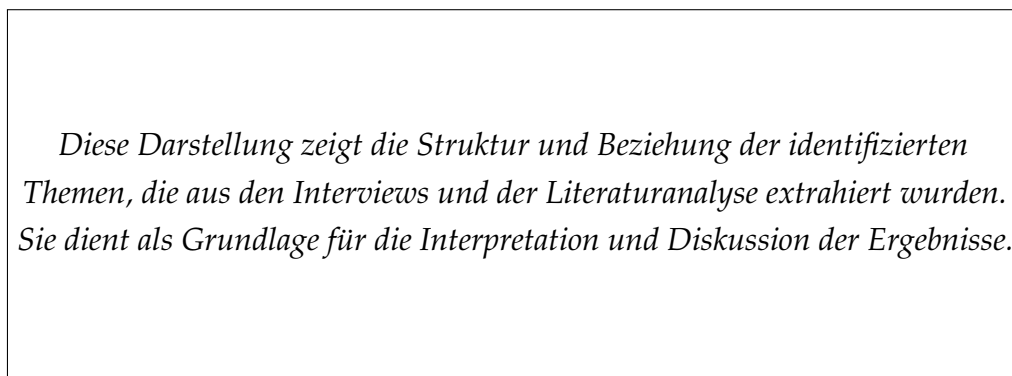 Diese Darstellung zeigt die Struktur und Beziehung der identifizierten
Themen, die aus den Interviews und der Literaturanalyse extrahiert wurden.
Sie dient als Grundlage für die Interpretation und Diskussion der Ergebnisse.